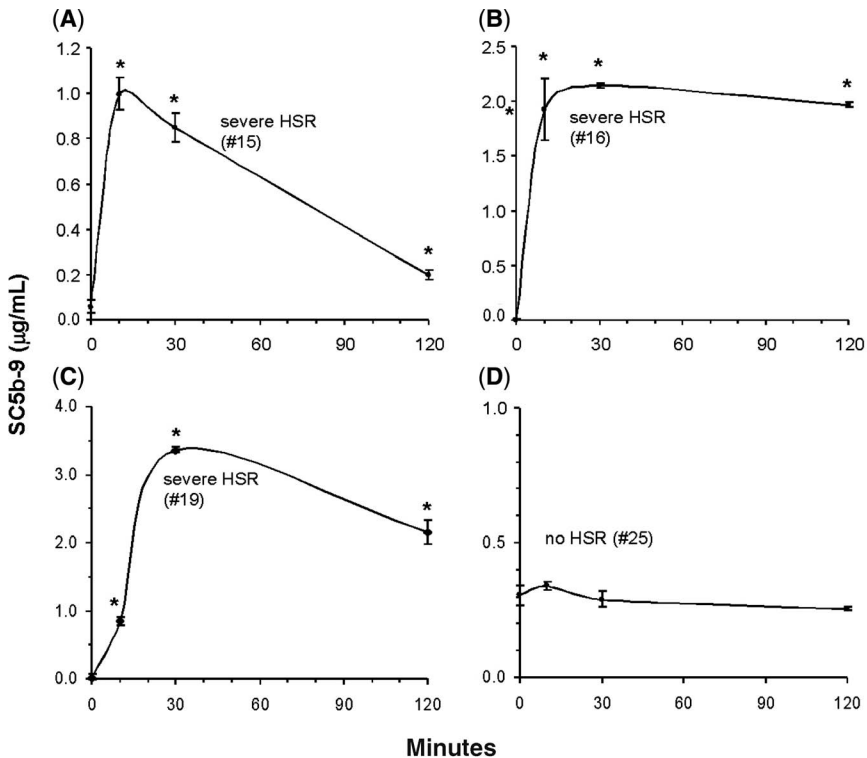 (A)
*
1.2
1.0
0.8
0.6
0.4
0.2
0.0
*
*
severe HSR
(#15)
0 30 60 90 120
(B)
2.5
2.0
1.5
1.0
0.5
0.0
*
*
*
*
severe HSR
(#16)
0 30 60 90 120
SC5b-9 (µg/mL)
(C)
4.0
3.0
2.0
1.0
0.0
*
*
*
severe HSR
(#19)
0 30 60 90 120
(D)
1.0
0.5
0.0
no HSR (#25)
0 30 60 90 120
Minutes